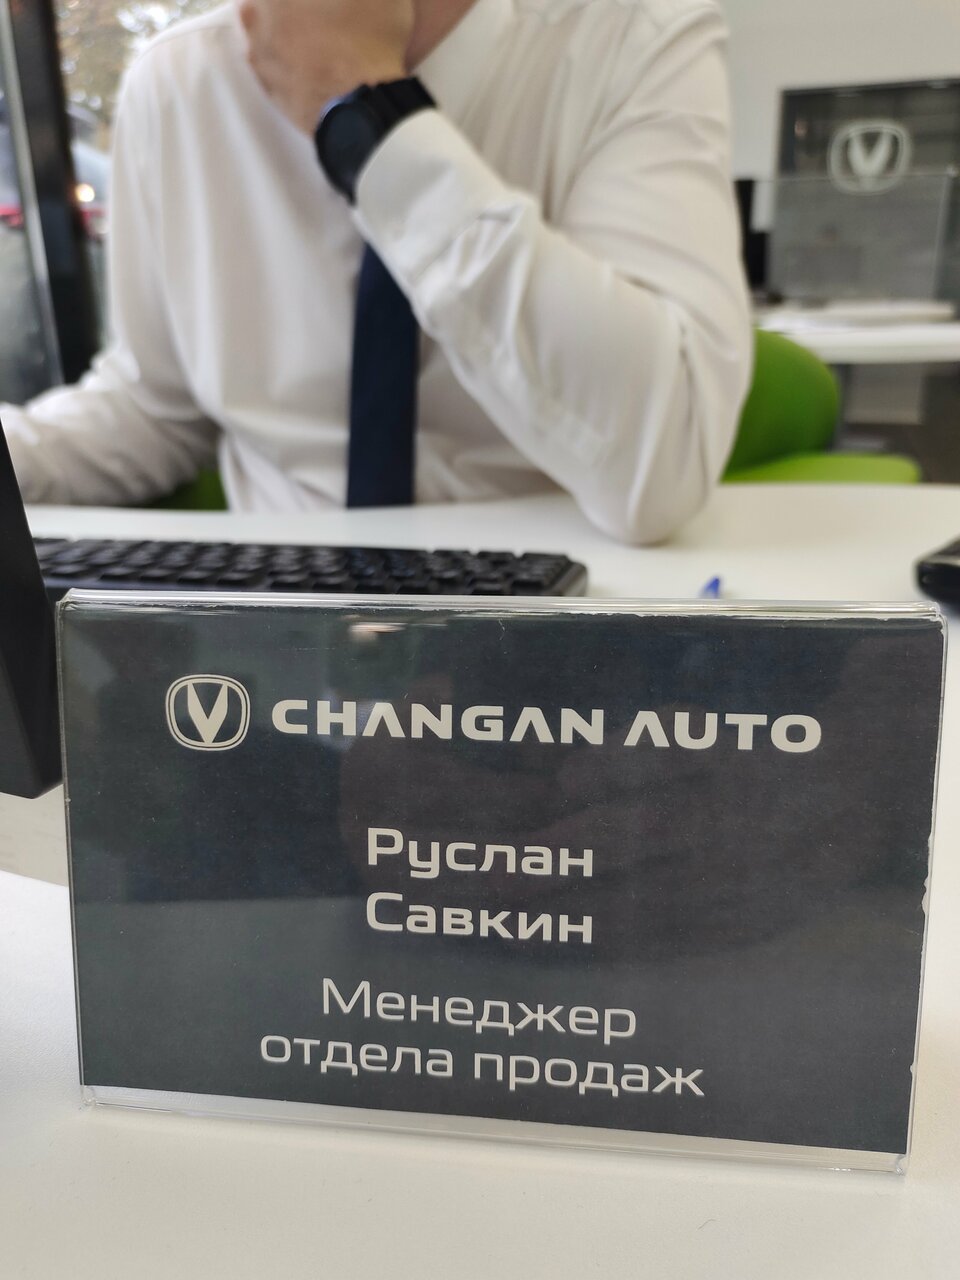 CHANGAN AUTO
Руслан
Савкин
Менеджер
отдела продаж